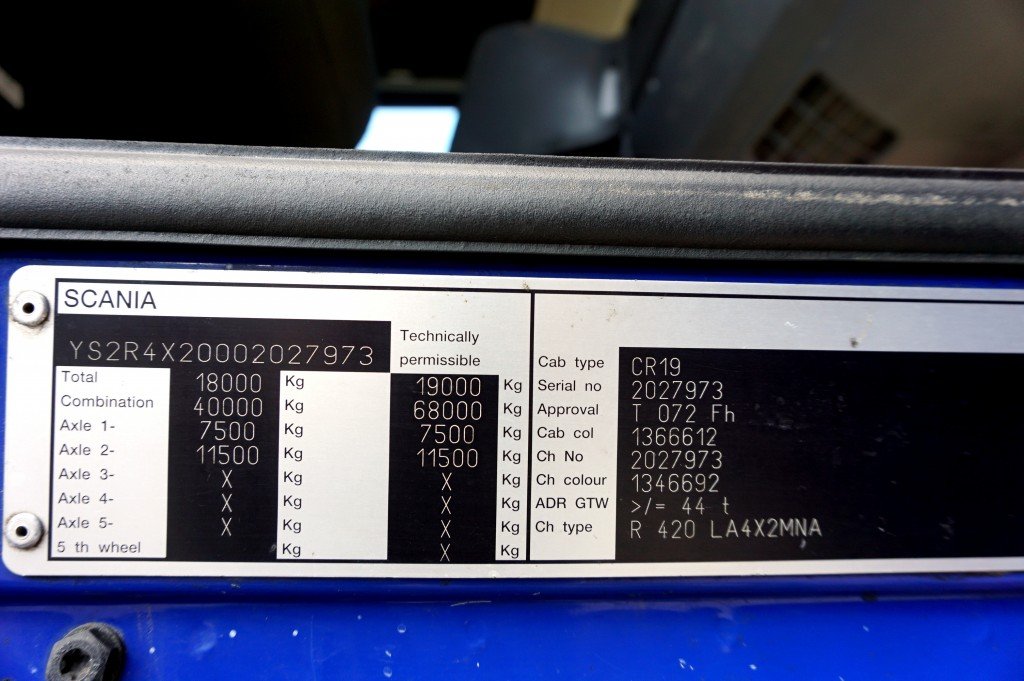 SCANIA
YS2R4X20002027973
Technically
permissible
Total 18000 Kg 19000 Kg
Combination 40000 Kg 68000 Kg
Axle 1- 7500 Kg 7500 Kg
Axle 2- 11500 Kg 11500 Kg
Axle 3- X Kg X Kg
Axle 4- X Kg X Kg
Axle 5- X Kg X Kg
5 th wheel Kg X Kg
Cab type CR19
Serial no 2027973
Approval T 072 Fh
Cab col 1366612
Ch No 2027973
Ch colour 1346692
ADR GTW >/= 44 t
Ch type R 420 LA4X2MNA